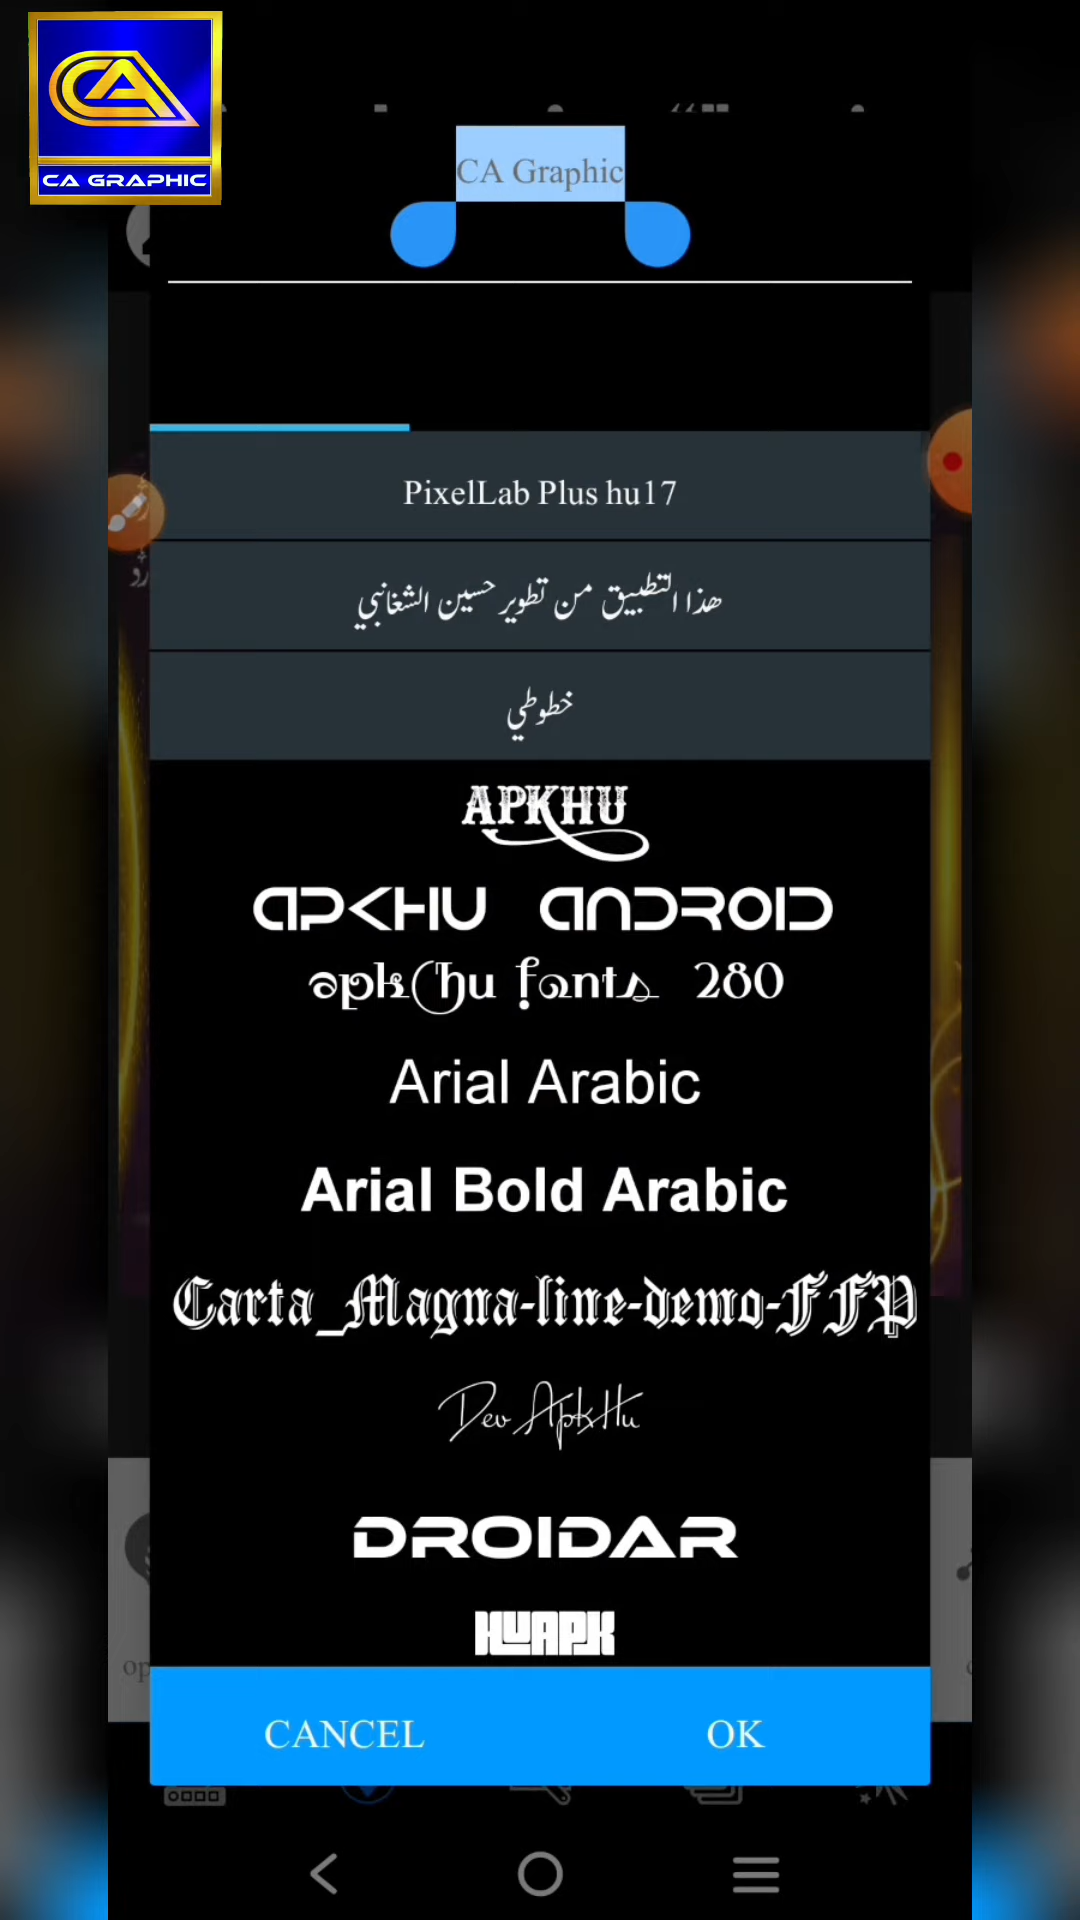 CA GRAPHIC
CA Graphic
PixelLab Plus hu17
هذا التطبيق من تطوير حسين الشغانبي
خطوطي
APKHU
APKHU ANDROID
apkhu fonts 280
Arial Arabic
Arial Bold Arabic
Carta_Magna-line-demo-FFP
Dev ApkHu
DROIDAR
HUAPK
CANCEL
OK